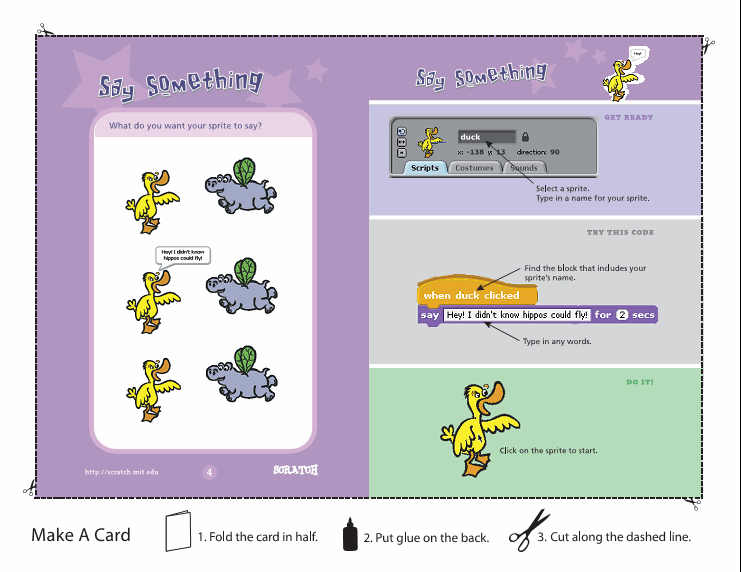 Say Something
What do you want your sprite to say?
Hey! I didn't know
hippos could fly!
http://scratch.mit.edu
4
SCRATCH
Say Something
Hey!
GET READY
duck
x: -138 y: 13 direction: 90
Scripts Costumes Sounds
Select a sprite.
Type in a name for your sprite.
TRY THIS CODE
Find the block that includes your
sprite's name.
when duck clicked
say Hey! I didn't know hippos could fly! for 2 secs
Type in any words.
DO IT!
Click on the sprite to start.
Make A Card
1. Fold the card in half.
2. Put glue on the back.
3. Cut along the dashed line.